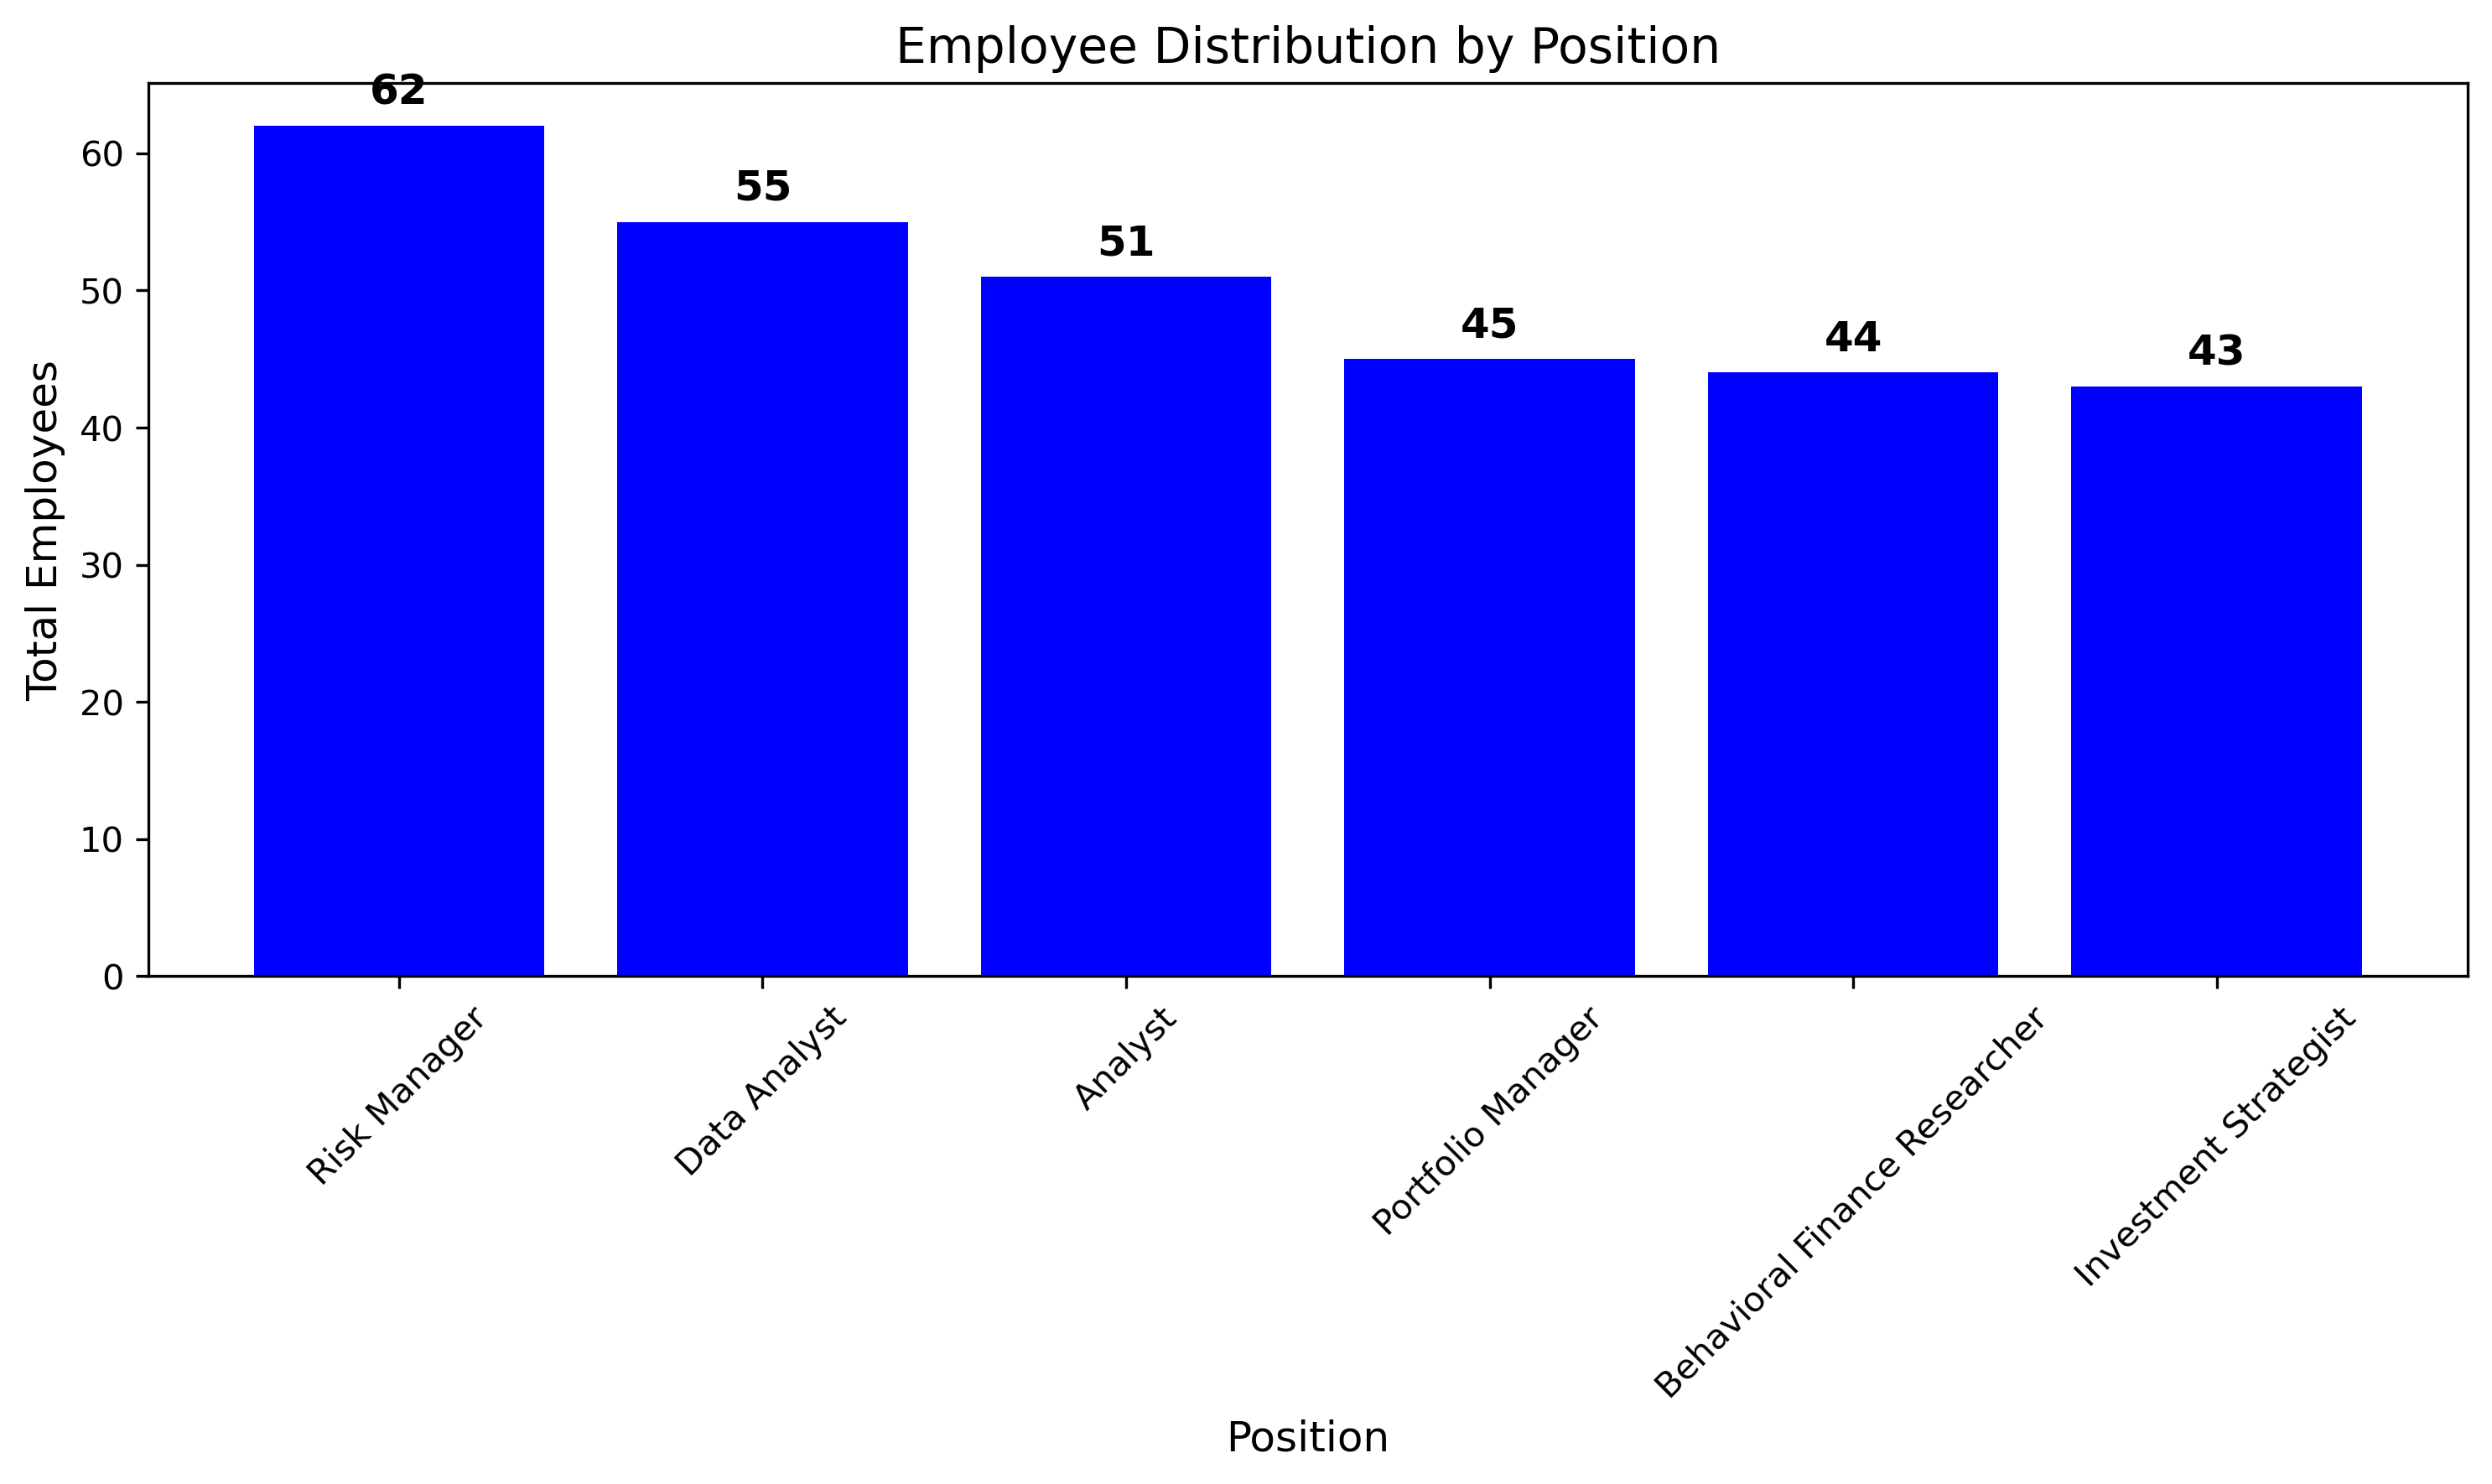 Employee Distribution by Position
62
55
51
45
44
43
Total Employees
60
50
40
30
20
10
0
Risk Manager
Data Analyst
Analyst
Portfolio Manager
Behavioral Finance Researcher
Investment Strategist
Position